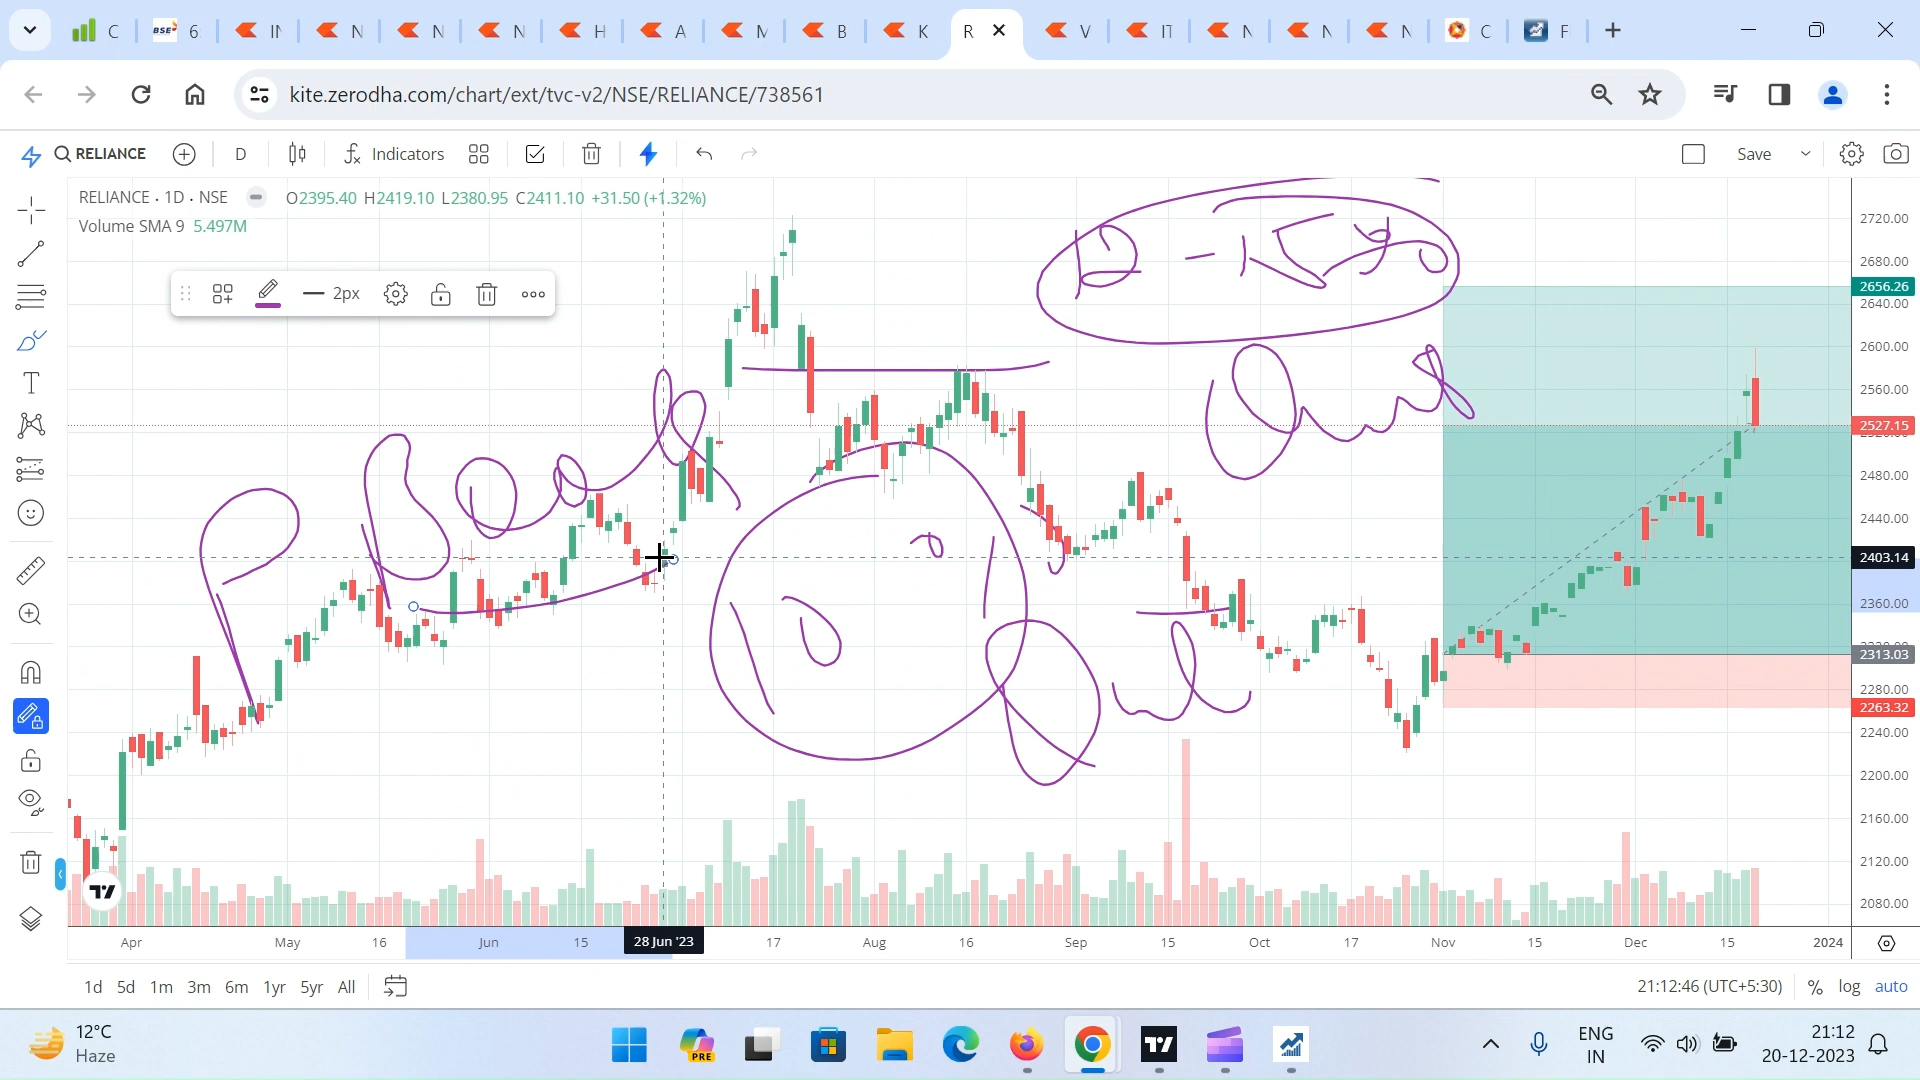 C
BSE 6
IN
N
N
N
H
A
M
B
K
R
V
IT
N
N
N
C
F
kite.zerodha.com/chart/ext/tvc-v2/NSE/RELIANCE/738561
RELIANCE D Indicators Save
RELIANCE · 1D · NSE O2395.40 H2419.10 L2380.95 C2411.10 +31.50 (+1.32%)
Volume SMA 9 5.497M
2px
2720.00
2680.00
2656.26
2640.00
2600.00
2560.00
2527.15
2480.00
2440.00
2403.14
2360.00
2313.03
2280.00
2263.32
2240.00
2200.00
2160.00
2120.00
2080.00
Apr May 16 Jun 15 28 Jun '23 17 Aug 16 Sep 15 Oct 17 Nov 15 Dec 15 2024
1d 5d 1m 3m 6m 1yr 5yr All 21:12:46 (UTC+5:30) % log auto
12°C
Haze
PRE
ENG
IN
21:12
20-12-2023